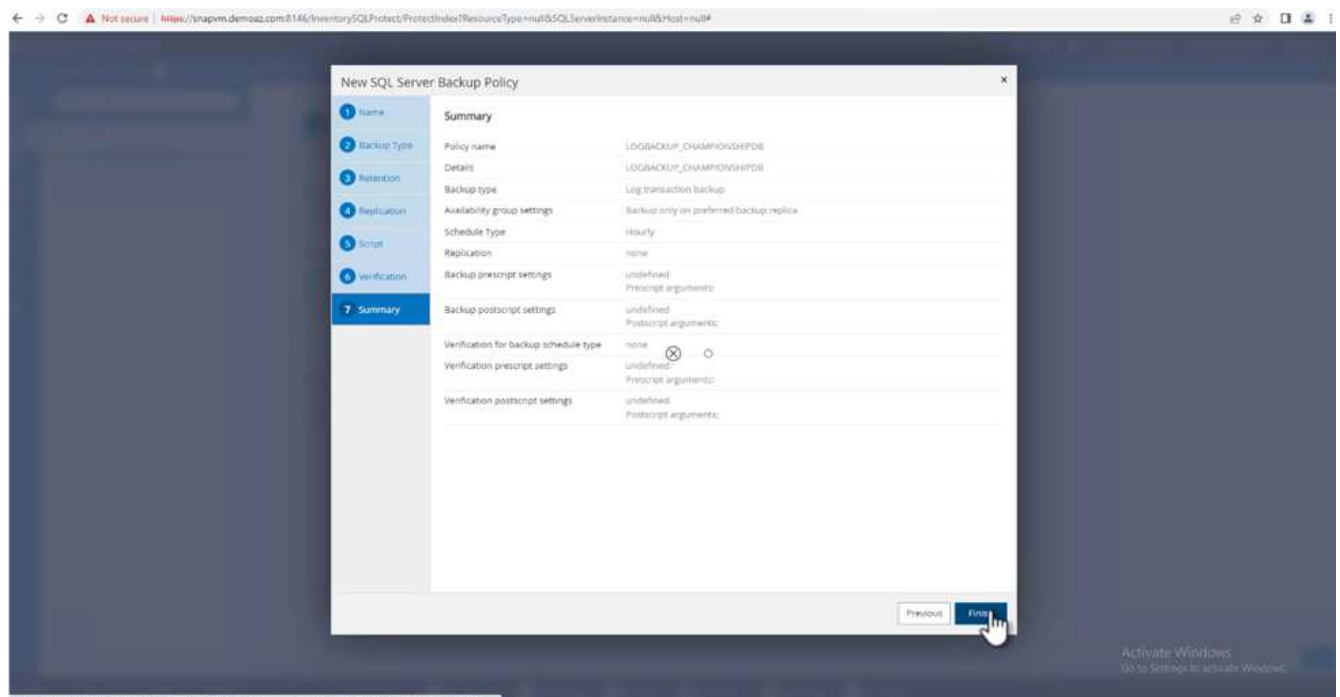 Not secure https://snapvm.demoaz.com:8146/InventorySQLProtect/ProtectIndex?ResourceType=null&SQLServerInstance=null&Host=null#
New SQL Server Backup Policy
1 Name
2 Backup Type
3 Retention
4 Replication
5 Script
6 Verification
7 Summary
Summary
Policy name LOGBACKUP_CHAMPIONSHIPDB
Details LOGBACKUP_CHAMPIONSHIPDB
Backup type Log transaction backup
Availability group settings Backup only on preferred backup replica
Schedule Type Hourly
Replication none
Backup prescript settings undefined
Prescript arguments:
Backup postscript settings undefined
Postscript arguments:
Verification for backup schedule type none
Verification prescript settings undefined
Prescript arguments:
Verification postscript settings undefined
Postscript arguments:
Previous
Activate Windows
Go to Settings to activate Windows.